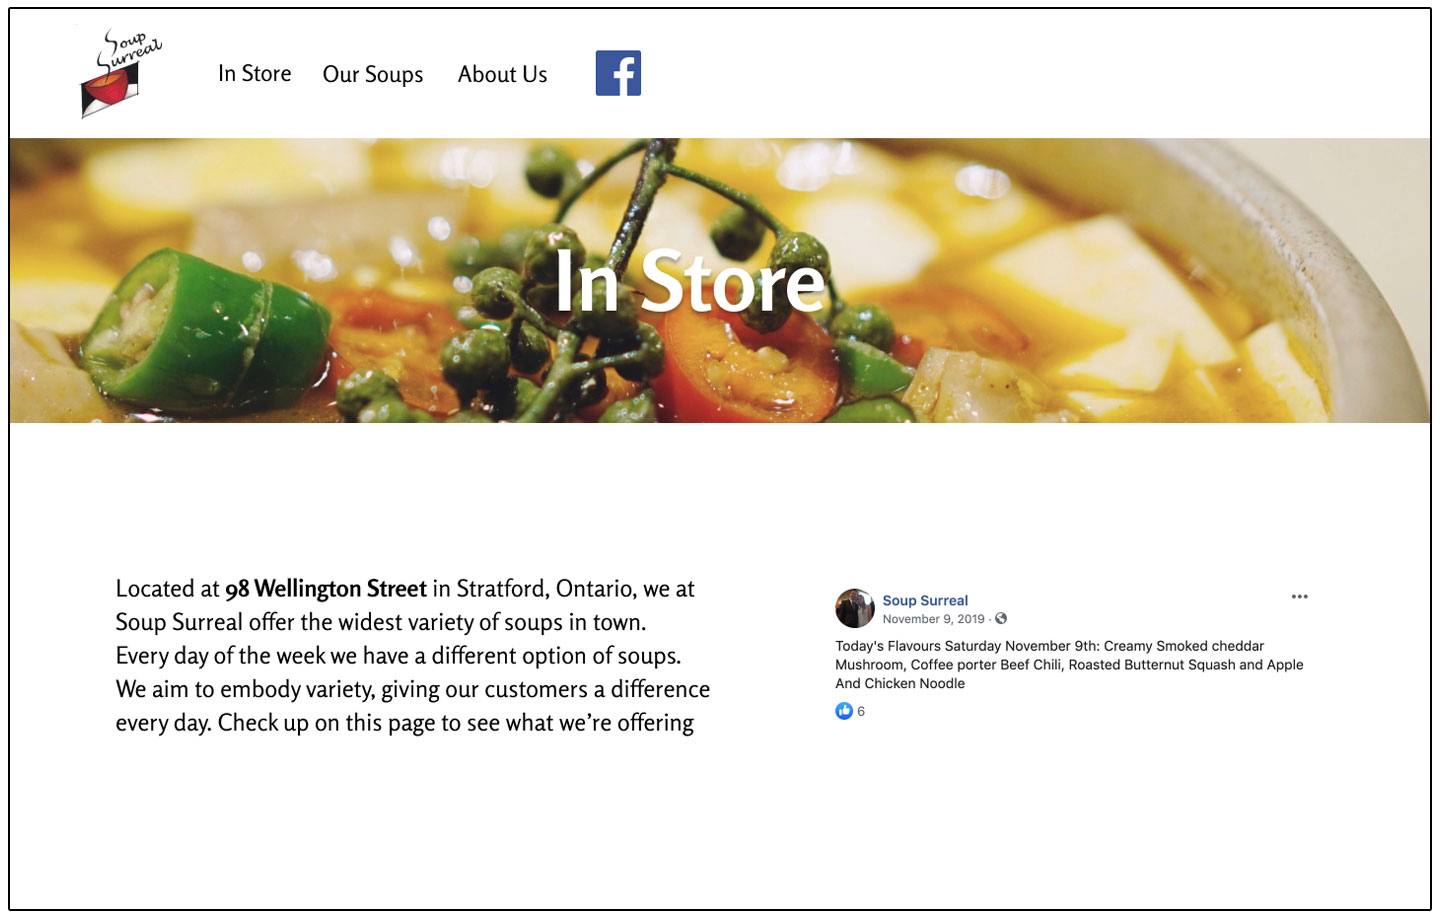 Soup
Surreal
In Store
Our Soups
About Us
In Store
Located at 98 Wellington Street in Stratford, Ontario, we at
Soup Surreal offer the widest variety of soups in town.
Every day of the week we have a different option of soups.
We aim to embody variety, giving our customers a difference
every day. Check up on this page to see what we’re offering
Soup Surreal
November 9, 2019 ·
Today's Flavours Saturday November 9th: Creamy Smoked cheddar
Mushroom, Coffee porter Beef Chili, Roasted Butternut Squash and Apple
And Chicken Noodle
6